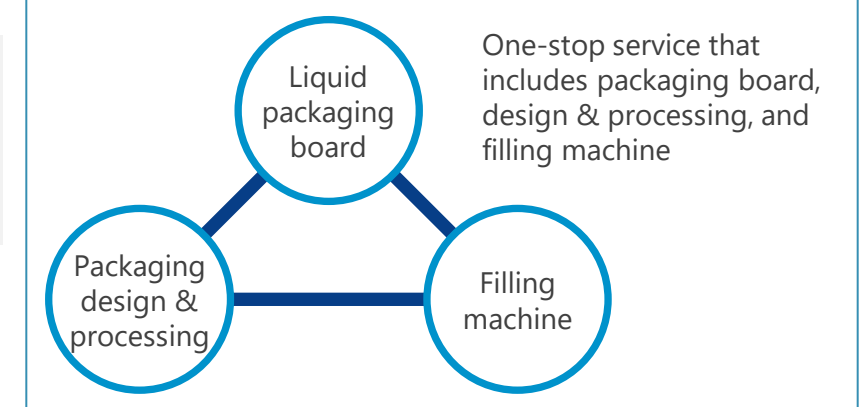 Liquid
packaging
board
One-stop service that
includes packaging board,
design & processing, and
filling machine
Packaging
design &
processing
Filling
machine